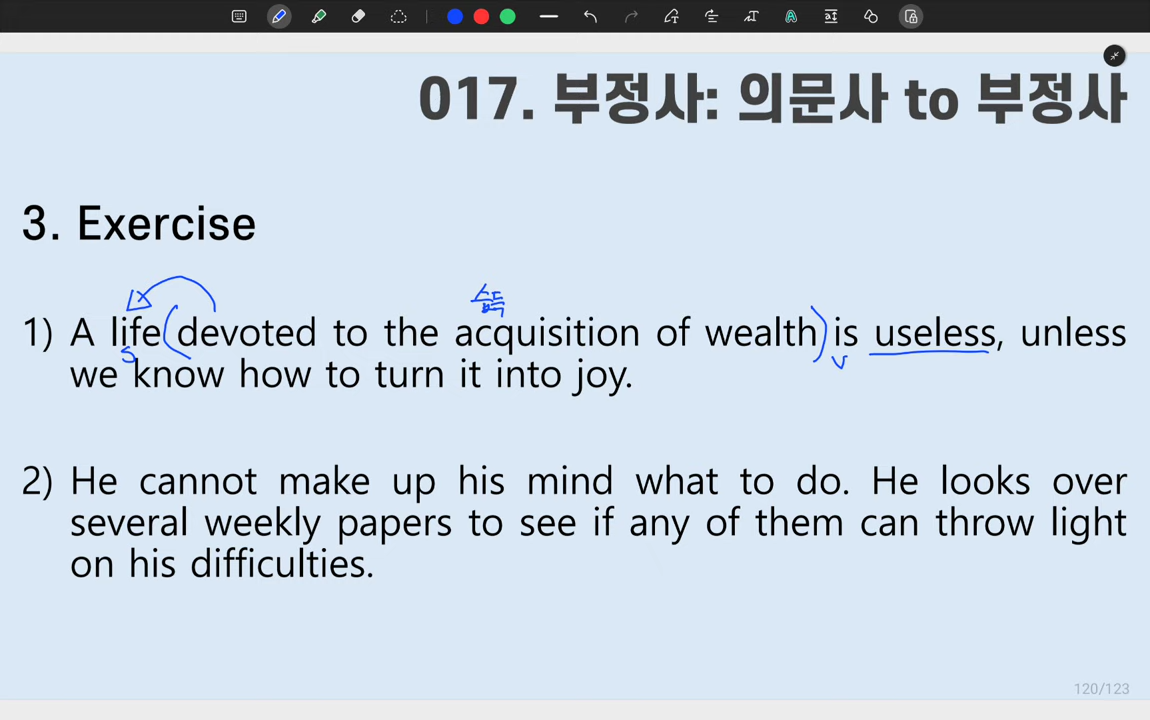 017. 부정사: 의문사 to 부정사
3. Exercise
습득
1) A life (devoted to the acquisition of wealth) is useless, unless
S V
we know how to turn it into joy.
2) He cannot make up his mind what to do. He looks over
several weekly papers to see if any of them can throw light
on his difficulties.
120/123